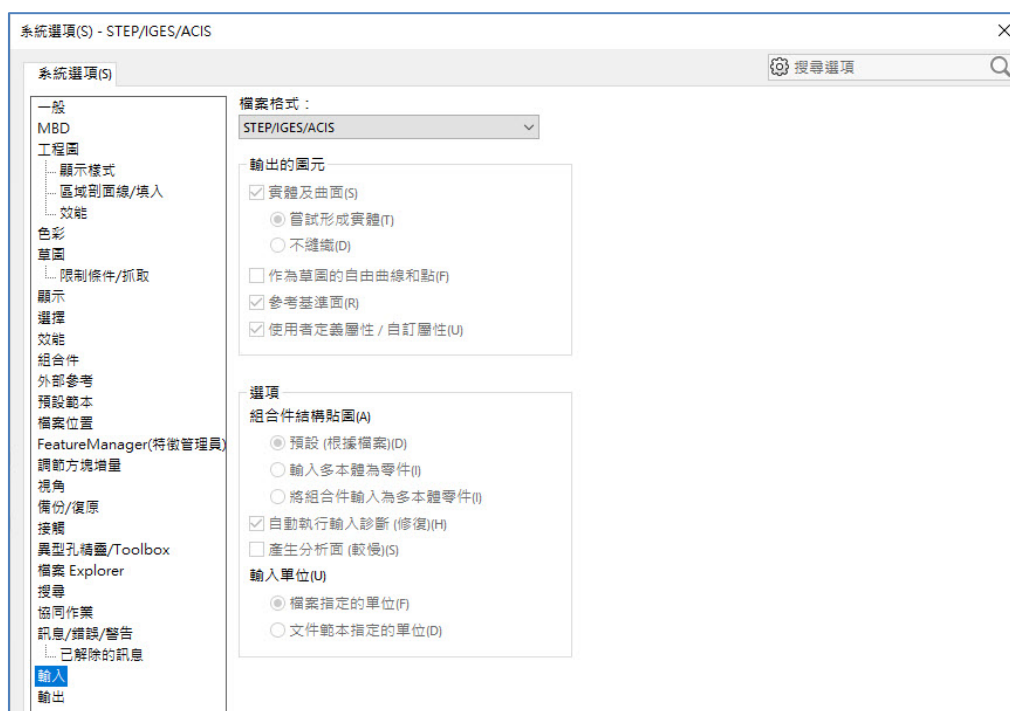 系統選項(S) - STEP/IGES/ACIS
系統選項(S)
搜尋選項
一般
MBD
工程圖
顯示樣式
區域剖面線/填入
效能
色彩
草圖
限制條件/抓取
顯示
選擇
效能
組合件
外部參考
預設範本
檔案位置
FeatureManager(特徵管理員)
調節方塊增量
視角
備份/復原
接觸
異型孔精靈/Toolbox
檔案 Explorer
搜尋
協同作業
訊息/錯誤/警告
已解除的訊息
輸入
輸出
檔案格式：
STEP/IGES/ACIS
輸出的圖元
實體及曲面(S)
嘗試形成實體(T)
不縫織(D)
作為草圖的自由曲線和點(F)
參考基準面(R)
使用者定義屬性 / 自訂屬性(U)
選項
組合件結構貼圖(A)
預設 (根據檔案)(D)
輸入多本體為零件(I)
將組合件輸入為多本體零件(I)
自動執行輸入診斷 (修復)(H)
產生分析面 (較慢)(S)
輸入單位(U)
檔案指定的單位(F)
文件範本指定的單位(D)